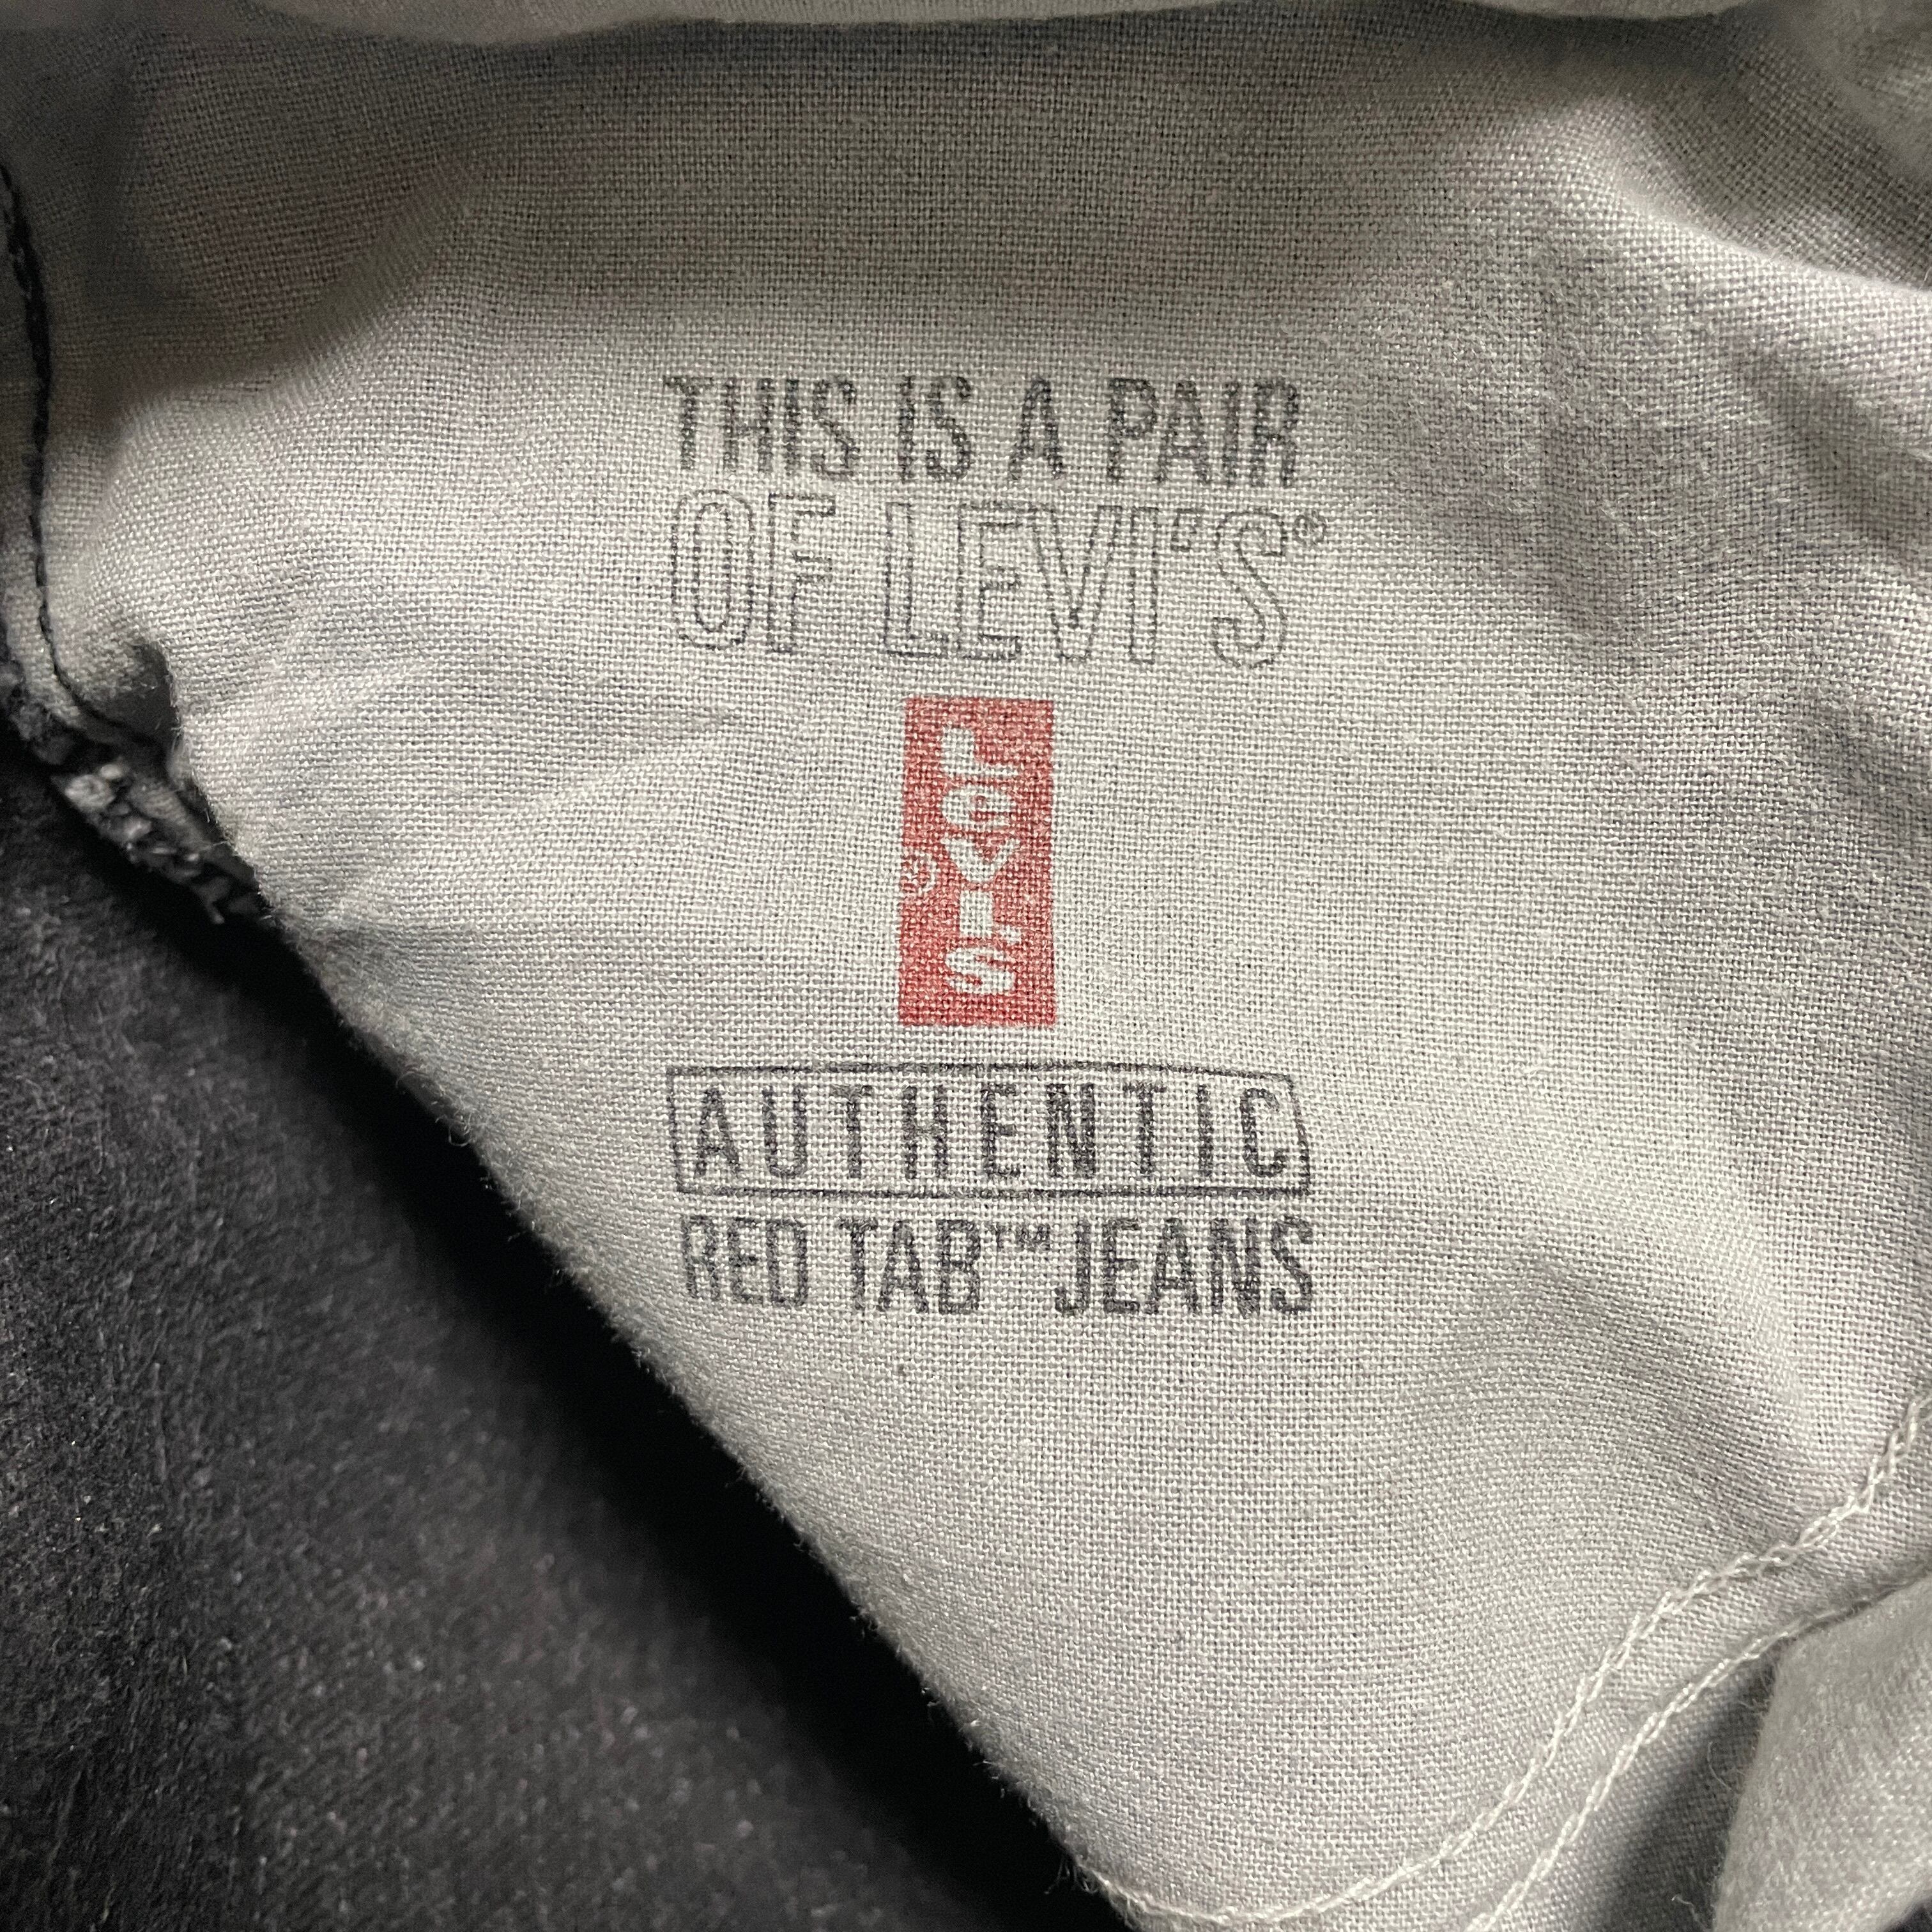 THIS IS A PAIR
OF LEVI'S®
LEVI'S
®
AUTHENTIC
RED TAB™ JEANS